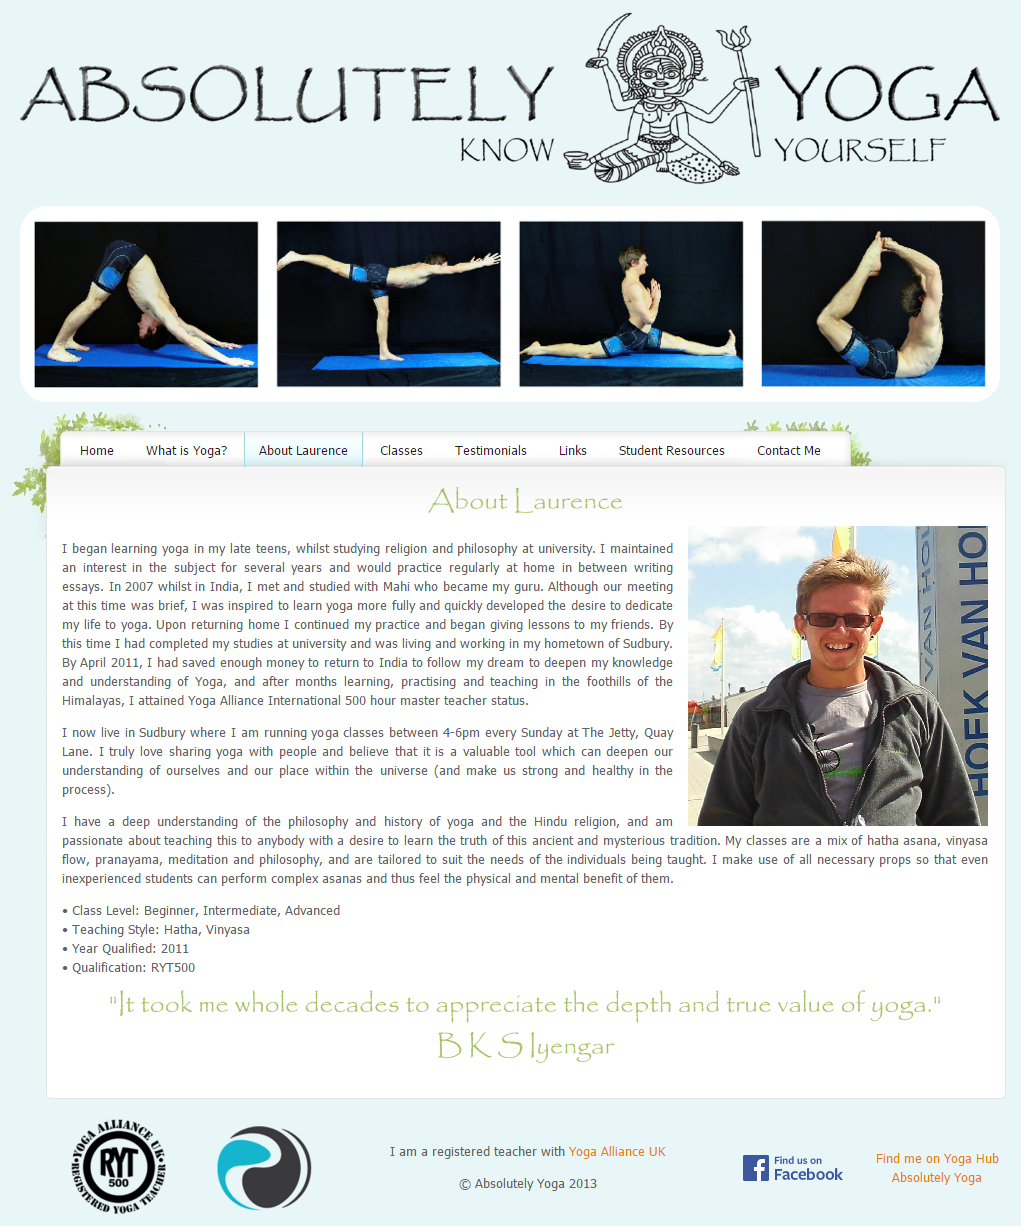 ABSOLUTELY YOGA
KNOW YOURSELF
Home What is Yoga? About Laurence Classes Testimonials Links Student Resources Contact Me
About Laurence
I began learning yoga in my late teens, whilst studying religion and philosophy at university. I maintained
an interest in the subject for several years and would practice regularly at home in between writing
essays. In 2007 whilst in India, I met and studied with Mahi who became my guru. Although our meeting
at this time was brief, I was inspired to learn yoga more fully and quickly developed the desire to dedicate
my life to yoga. Upon returning home I continued my practice and began giving lessons to my friends. By
this time I had completed my studies at university and was living and working in my hometown of Sudbury.
By April 2011, I had saved enough money to return to India to follow my dream to deepen my knowledge
and understanding of Yoga, and after months learning, practising and teaching in the foothills of the
Himalayas, I attained Yoga Alliance International 500 hour master teacher status.
VAN HOL
HOEK VAN HO
I now live in Sudbury where I am running yoga classes between 4-6pm every Sunday at The Jetty, Quay
Lane. I truly love sharing yoga with people and believe that it is a valuable tool which can deepen our
understanding of ourselves and our place within the universe (and make us strong and healthy in the
process).
I have a deep understanding of the philosophy and history of yoga and the Hindu religion, and am
passionate about teaching this to anybody with a desire to learn the truth of this ancient and mysterious tradition. My classes are a mix of hatha asana, vinyasa
flow, pranayama, meditation and philosophy, and are tailored to suit the needs of the individuals being taught. I make use of all necessary props so that even
inexperienced students can perform complex asanas and thus feel the physical and mental benefit of them.
• Class Level: Beginner, Intermediate, Advanced
• Teaching Style: Hatha, Vinyasa
• Year Qualified: 2011
• Qualification: RYT500
"It took me whole decades to appreciate the depth and true value of yoga."
B K S Iyengar
YOGA ALLIANCE UK
RYT
500
REGISTERED YOGA TEACHER
I am a registered teacher with Yoga Alliance UK
© Absolutely Yoga 2013
Find us on
Facebook
Find me on Yoga Hub
Absolutely Yoga